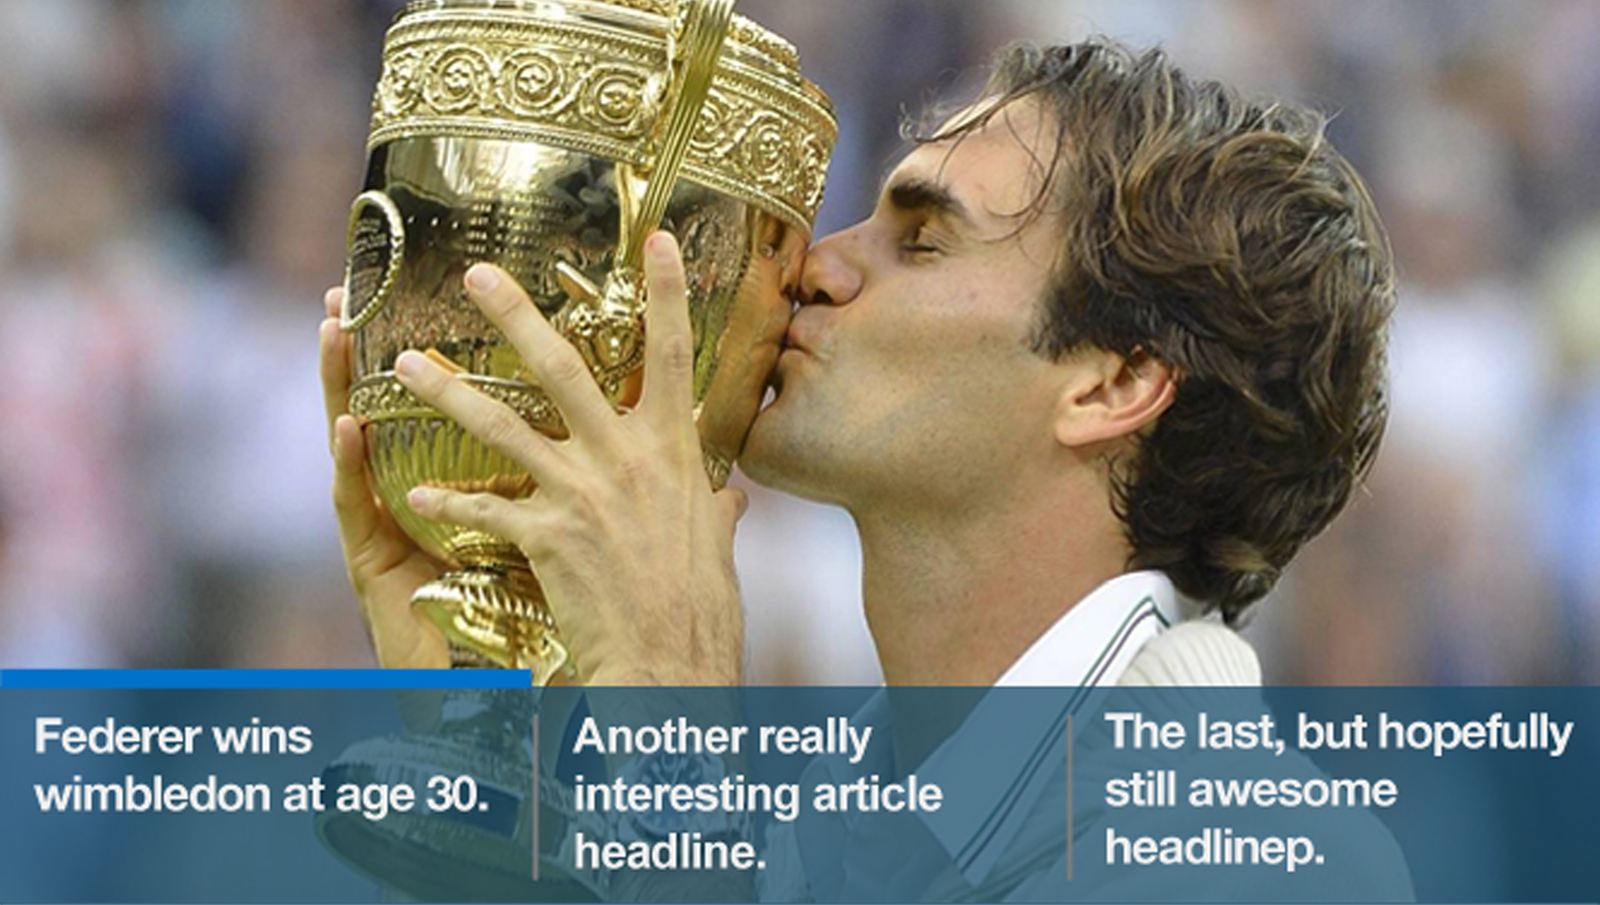 Federer wins
wimbledon at age 30.
Another really
interesting article
headline.
The last, but hopefully
still awesome
headlinep.